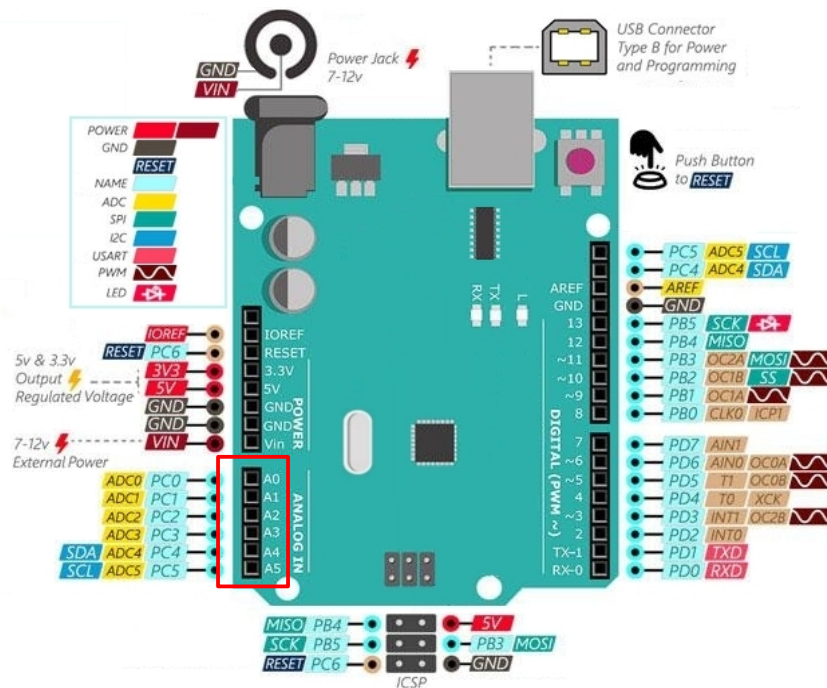 Power Jack
7-12v
GND
VIN
USB Connector
Type B for Power
and Programming
POWER
GND
RESET
NAME
ADC
SPI
I2C
USART
PWM
LED
Push Button
to RESET
RX
TX
L
IOREF
RESET PC6
3V3
5V
GND
GND
VIN
5v & 3.3v
Output
Regulated Voltage
7-12v
External Power
IOREF
RESET
3.3V
5V
GND
GND
Vin
POWER
ADC0 PC0
ADC1 PC1
ADC2 PC2
ADC3 PC3
SDA ADC4 PC4
SCL ADC5 PC5
A0
A1
A2
A3
A4
A5
ANALOG IN
AREF
GND
13
12
~11
~10
~9
8
7
~6
~5
4
~3
2
TX-1
RX-0
DIGITAL (PWM ~)
PC5 ADC5 SCL
PC4 ADC4 SDA
AREF
GND
PB5 SCK
PB4 MISO
PB3 OC2A MOSI
PB2 OC1B SS
PB1 OC1A
PB0 CLK0 ICP1
PD7 AIN1
PD6 AIN0 OC0A
PD5 T1 OC0B
PD4 T0 XCK
PD3 INT1 OC2B
PD2 INT0
PD1 TXD
PD0 RXD
MISO PB4
SCK PB5
RESET PC6
5V
PB3 MOSI
GND
ICSP